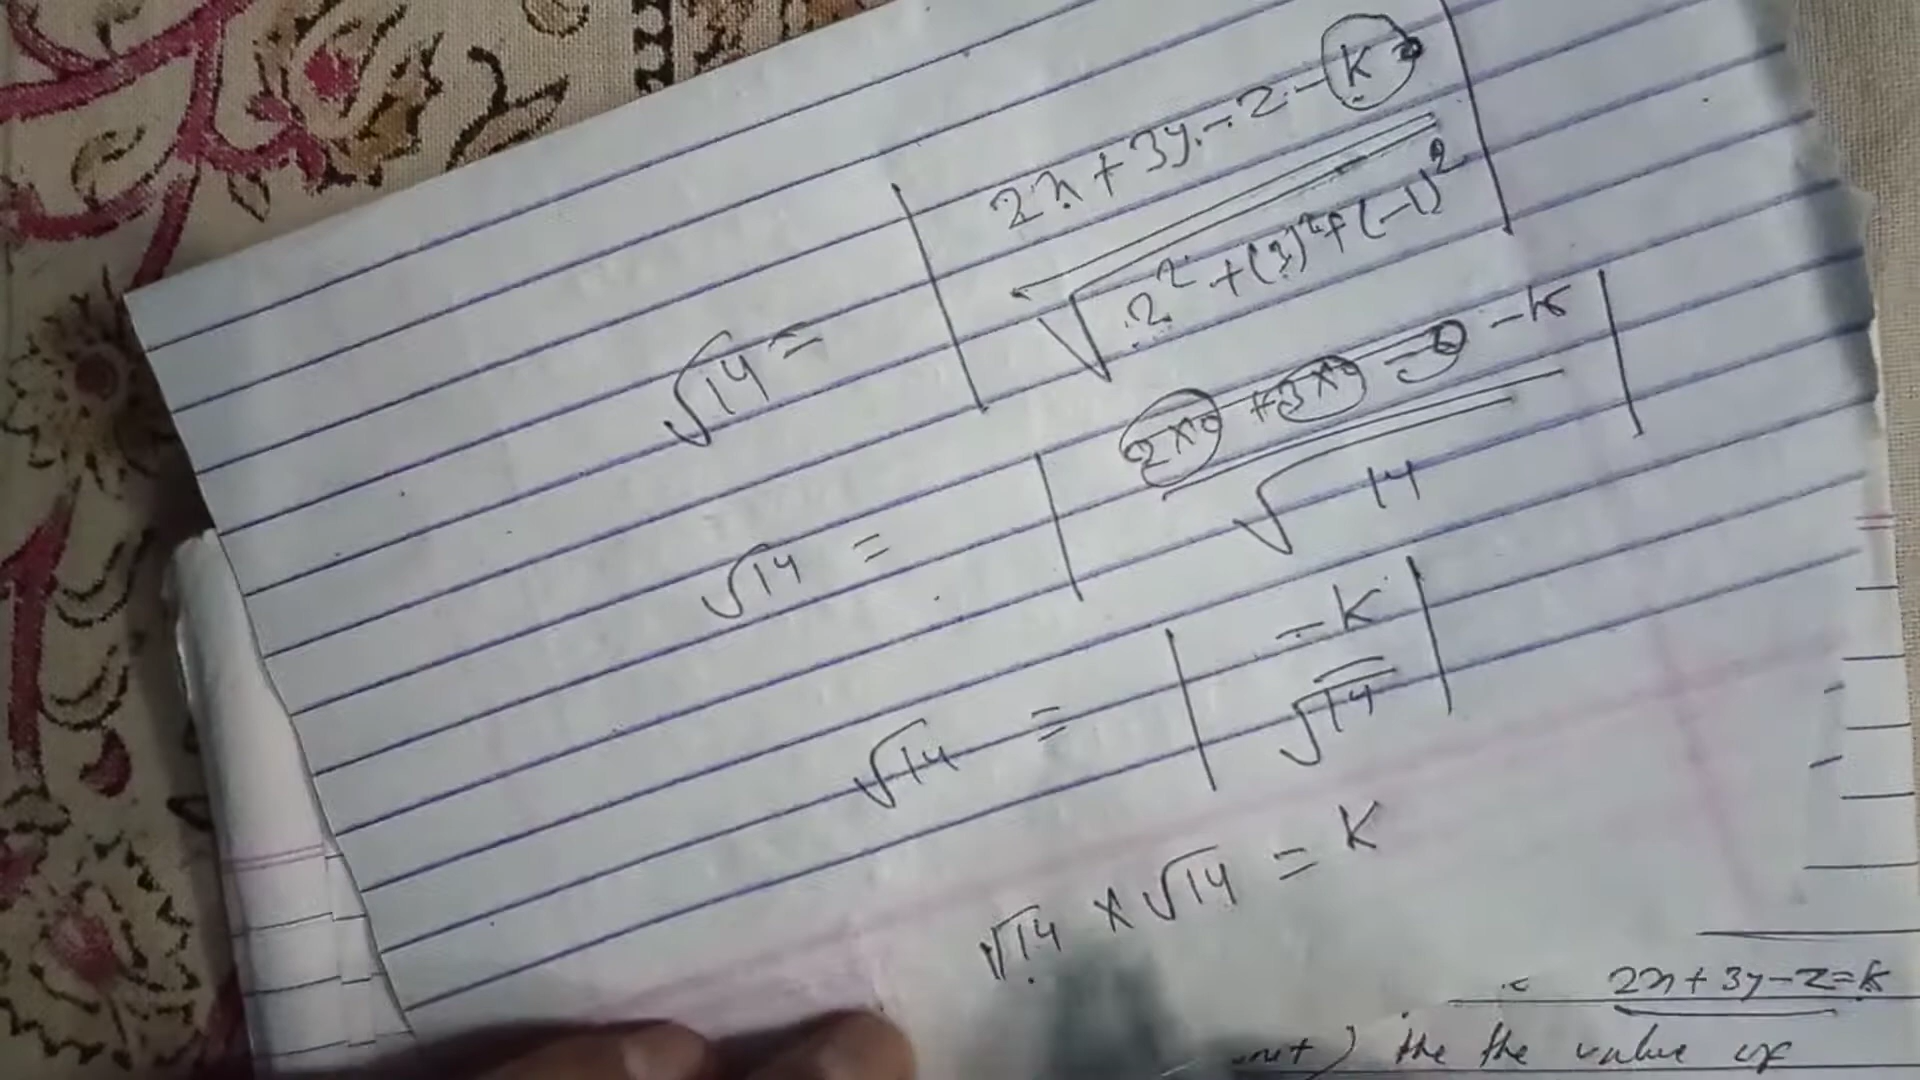 √14 = | 2x + 3y - z - k / √2² + (3)² + (-1)² |
√14 = | 2×0 + 3×0 - 0 - k / √14 |
√14 = | -k / √14 |
√14 × √14 = k
2x + 3y - z = k
the the value of